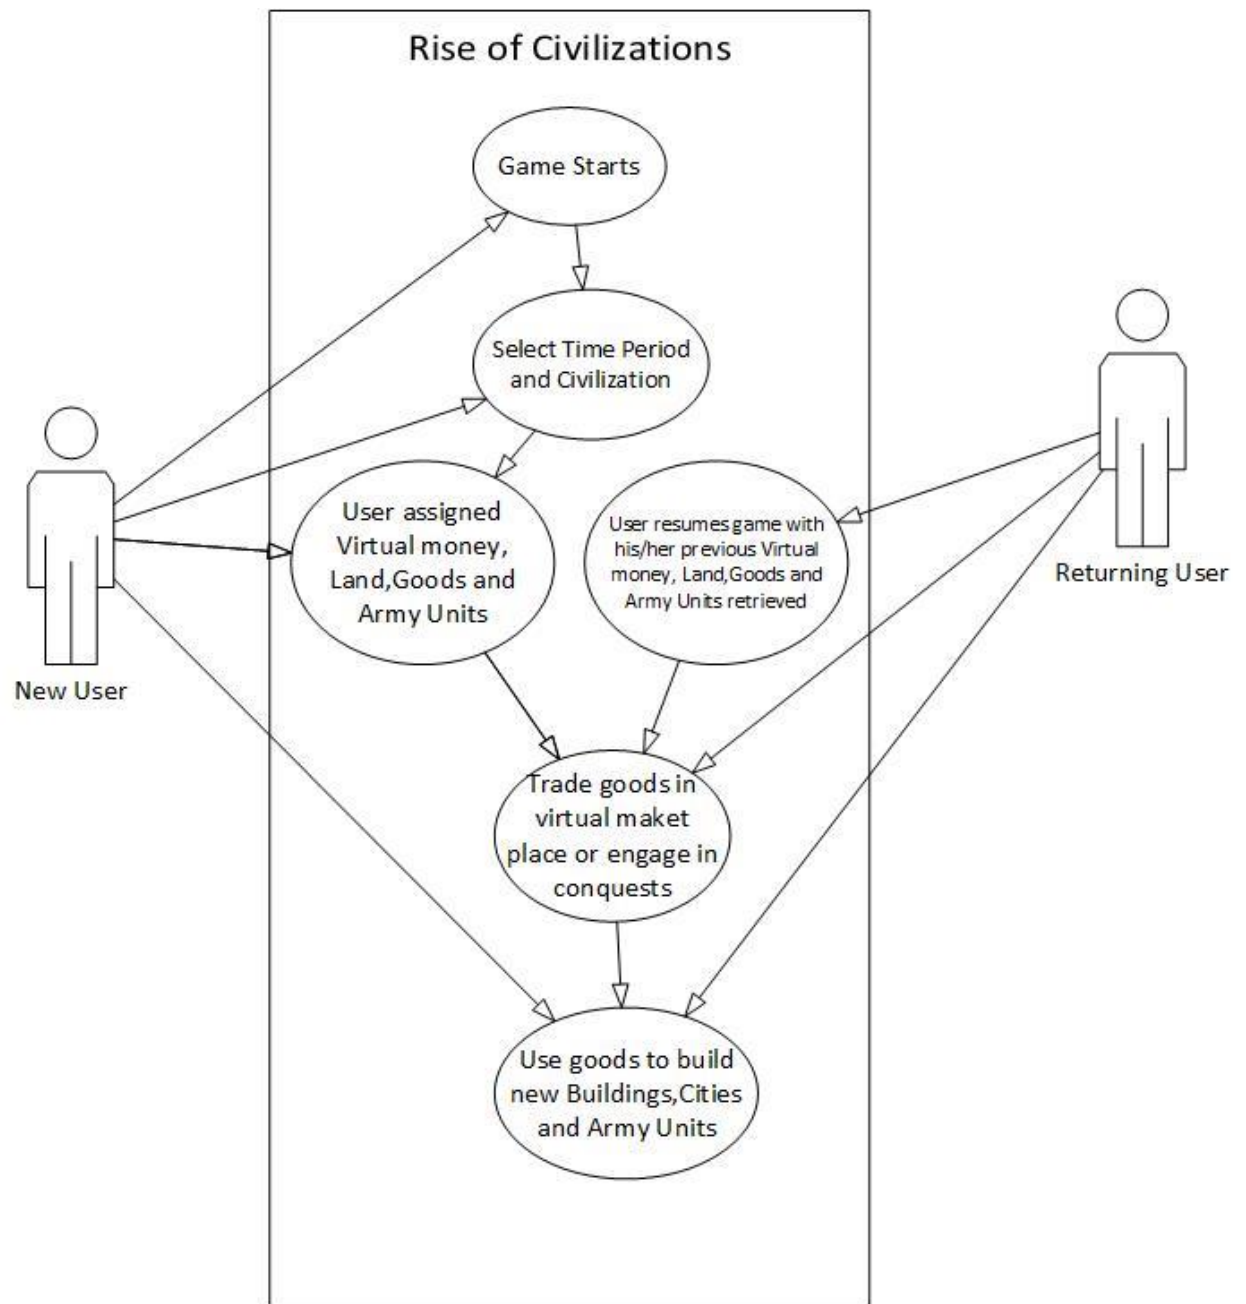 Rise of Civilizations
Game Starts
Select Time Period
and Civilization
User assigned
Virtual money,
Land,Goods and
Army Units
User resumes game with
his/her previous Virtual
money, Land,Goods and
Army Units retrieved
New User
Returning User
Trade goods in
virtual maket
place or engage in
conquests
Use goods to build
new Buildings,Cities
and Army Units